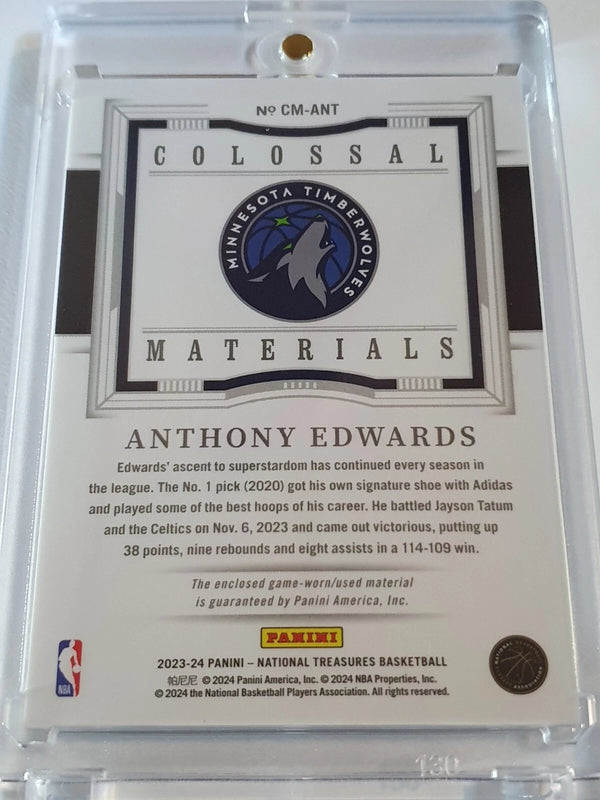 Nº CM-ANT
COLOSSAL
MINNESOTA TIMBERWOLVES
MATERIALS
ANTHONY EDWARDS
Edwards' ascent to superstardom has continued every season in
the league. The No. 1 pick (2020) got his own signature shoe with Adidas
and played some of the best hoops of his career. He battled Jayson Tatum
and the Celtics on Nov. 6, 2023 and came out victorious, putting up
38 points, nine rebounds and eight assists in a 114-109 win.
The enclosed game-worn/used material
is guaranteed by Panini America, Inc.
PANINI
2023-24 PANINI – NATIONAL TREASURES BASKETBALL
帕尼尼 © 2024 Panini America, Inc. © 2024 NBA Properties, Inc.
© 2024 the National Basketball Players Association. All rights reserved.
NBA
NATIONAL BASKETBALL
ASSOCIATION
130